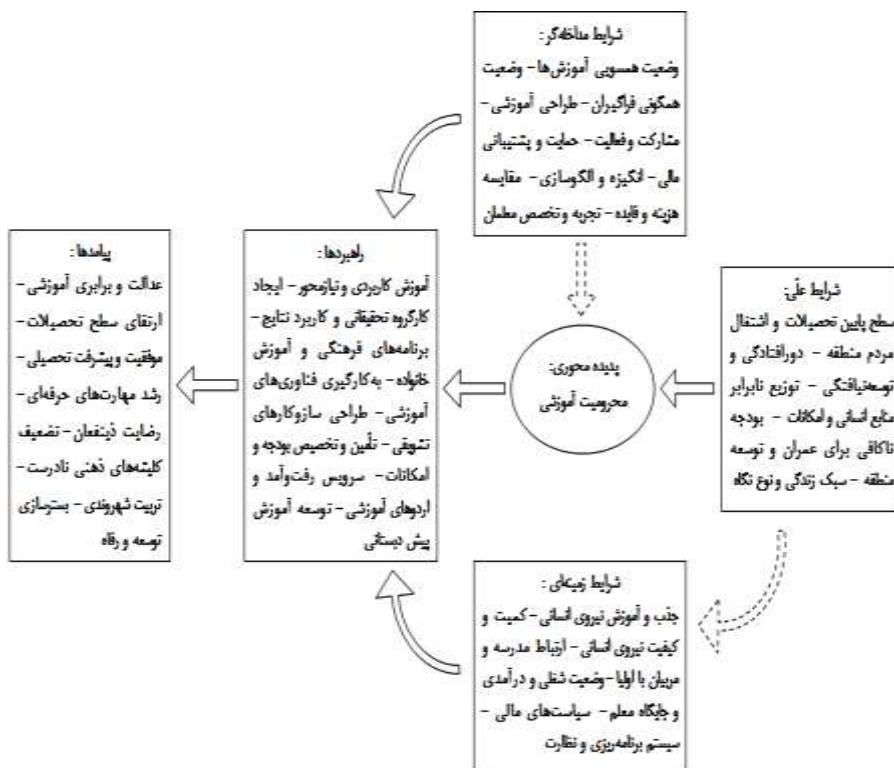 شرایط مداخله‌گر:
وضعیت همسویی آموزش‌ها – وضعیت
همگونی فراگیران – طراحی آموزشی –
مشارکت و فعالیت – حمایت و پشتیبانی
مالی – انگیزه و الگوسازی – مقایسه
هزینه و فایده – تجربه و تخصص معلمان
شرایط علّی:
سطح پایین تحصیلات و اشتغال
مردم منطقه – دورافتادگی و
توسعه‌نیافتگی – توزیع نابرابر
منابع انسانی و امکانات – بودجه
ناکافی برای عمران و توسعه
منطقه – سبک زندگی و نوع نگاه
پدیده محوری:
محرومیت آموزشی
راهبردها:
آموزش کاربردی و نیازمحور – ایجاد
کارگروه تحقیقاتی و کاربرد نتایج –
برنامه‌های فرهنگی و آموزش
خانواده – به‌کارگیری فناوری‌های
آموزشی – طراحی سازوکارهای
تشویقی – تأمین و تخصیص بودجه و
امکانات – سرویس رفت‌وآمد و
اردوهای آموزشی – توسعه آموزش
پیش دبستانی
پیامدها:
عدالت و برابری آموزشی –
ارتقای سطح تحصیلات –
موفقیت و پیشرفت تحصیلی –
رشد مهارت‌های حرفه‌ای –
رضایت ذینفعان – تضعیف
کلیشه‌های ذهنی نادرست –
تربیت شهروندی – بسترسازی
توسعه و رفاه
شرایط زمینه‌ای:
جذب و آموزش نیروی انسانی – کمیت و
کیفیت نیروی انسانی – ارتباط مدرسه و
مربیان با اولیا – وضعیت شغلی و درآمدی
و جایگاه معلم – سیاست‌های مالی –
سیستم برنامه‌ریزی و نظارت